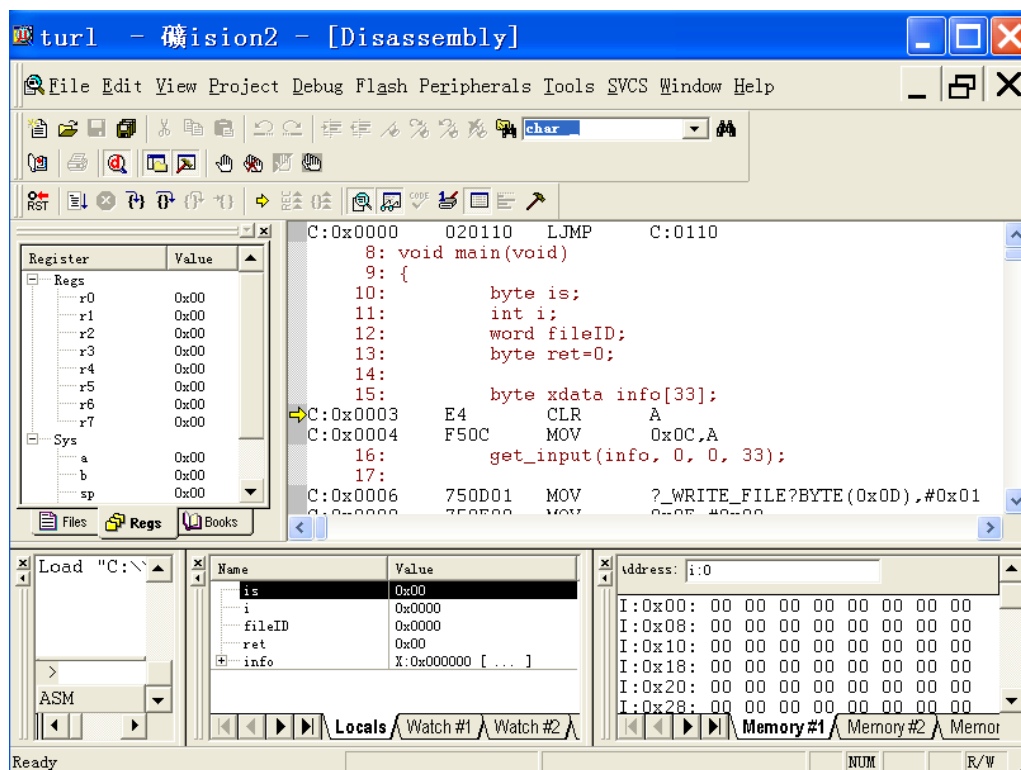 turl - 礦ision2 - [Disassembly]
File Edit View Project Debug Flash Peripherals Tools SVCS Window Help
char _
RST CODE
Register Value
Regs
r0 0x00
r1 0x00
r2 0x00
r3 0x00
r4 0x00
r5 0x00
r6 0x00
r7 0x00
Sys
a 0x00
b 0x00
sp 0x00
Files Regs Books
C:0x0000 020110 LJMP C:0110
8: void main(void)
9: {
10: byte is;
11: int i;
12: word fileID;
13: byte ret=0;
14:
15: byte xdata info[33];
C:0x0003 E4 CLR A
C:0x0004 F50C MOV 0x0C,A
16: get_input(info, 0, 0, 33);
17:
C:0x0006 750D01 MOV ?_WRITE_FILE?BYTE(0x0D),#0x01
Load "C:\
>
ASM
Name Value
is 0x00
i 0x0000
fileID 0x0000
ret 0x00
info X:0x000000 [ ... ]
Locals Watch #1 Watch #2
ddress: i:0
I:0x00: 00 00 00 00 00 00 00 00
I:0x08: 00 00 00 00 00 00 00 00
I:0x10: 00 00 00 00 00 00 00 00
I:0x18: 00 00 00 00 00 00 00 00
I:0x20: 00 00 00 00 00 00 00 00
I:0x28: 00 00 00 00 00 00 00 00
Memory #1 Memory #2 Memor
Ready NUM R/W